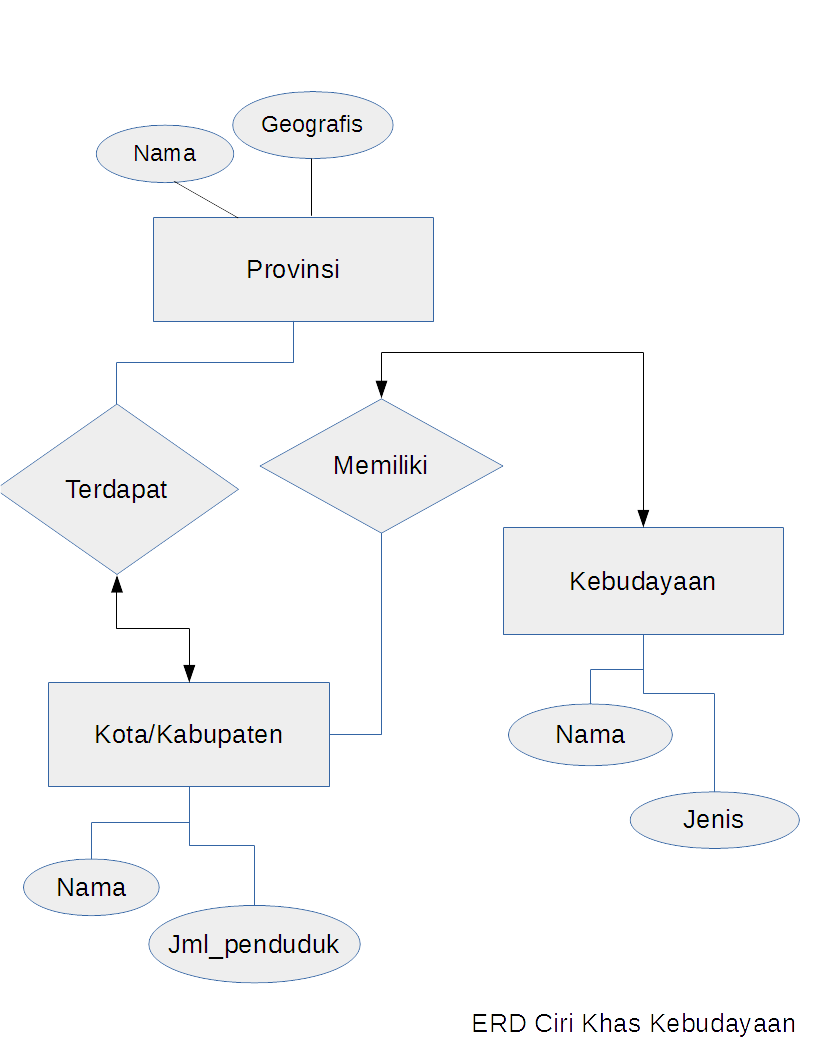 Geografis
Nama
Provinsi
Memiliki
Terdapat
Kebudayaan
Kota/Kabupaten
Nama
Jenis
Nama
Jml_penduduk
ERD Ciri Khas Kebudayaan